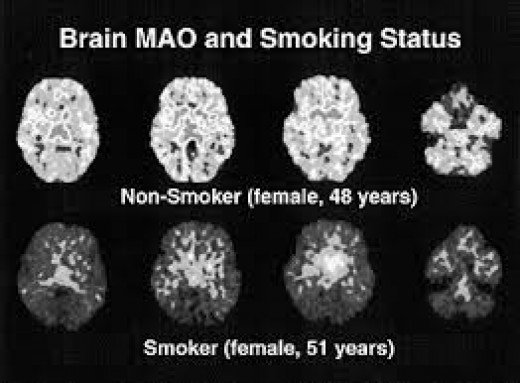 Brain MAO and Smoking Status
Non-Smoker (female, 48 years)
Smoker (female, 51 years)